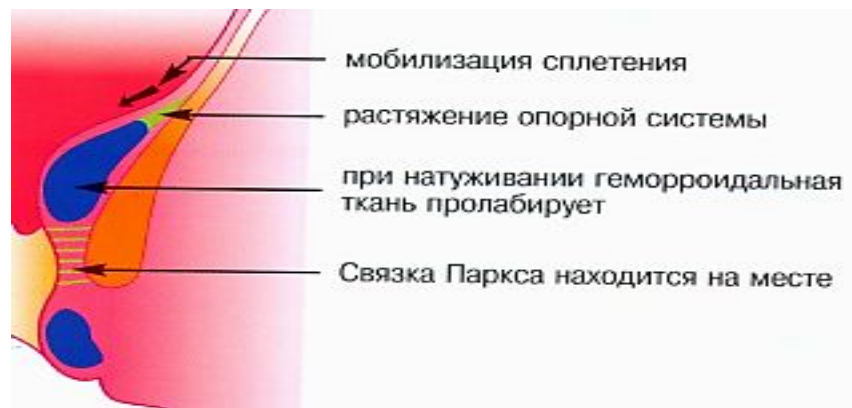 мобилизация сплетения
растяжение опорной системы
при натуживании геморроидальная
ткань пролабирует
Связка Паркса находится на месте